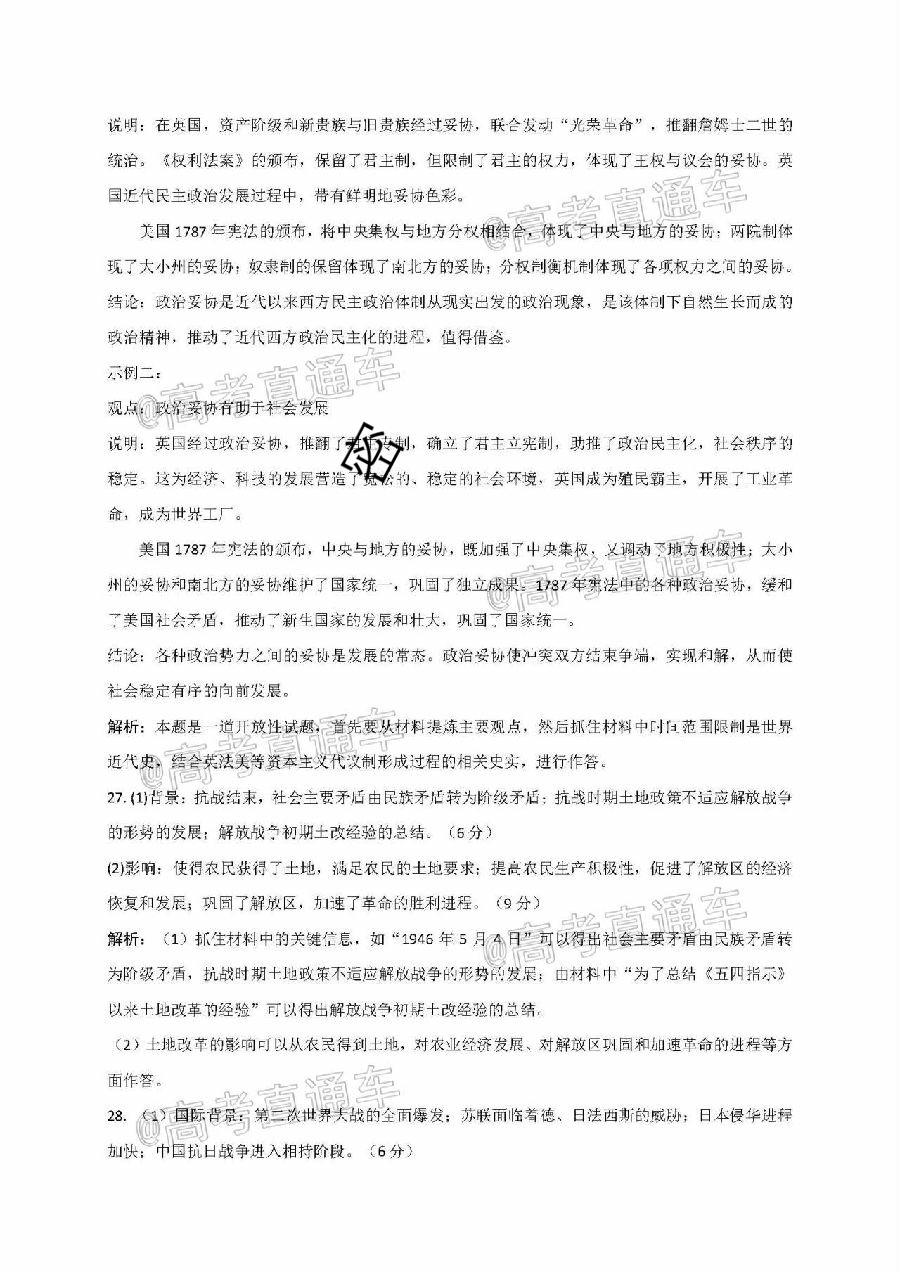 说明：在英国，资产阶级和新贵族与旧贵族经过妥协，联合发动“光荣革命”，推翻詹姆士二世的
统治。《权利法案》的颁布，保留了君主制，但限制了君主的权力，体现了王权与议会的妥协。英
国近代民主政治发展过程中，带有鲜明地妥协色彩。
@高考直通车
美国 1787 年宪法的颁布，将中央集权与地方分权相结合，体现了中央与地方的妥协；两院制体
现了大小州的妥协；奴隶制的保留体现了南北方的妥协；分权制衡机制体现了各项权力之间的妥协。
结论：政治妥协是近代以来西方民主政治体制从现实出发的政治现象，是该体制下自然生长而成的
政治精神，推动了近代西方政治民主化的进程，值得借鉴。
示例二：
@高考直通车
观点：政治妥协有助于社会发展
说明：英国经过政治妥协，推翻了君主专制，确立了君主立宪制，助推了政治民主化，社会秩序的
稳定。这为经济、科技的发展营造了宽松的、稳定的社会环境，英国成为殖民霸主，开展了工业革
命，成为世界工厂。
美国 1787 年宪法的颁布，中央与地方的妥协，既加强了中央集权，又调动了地方积极性；大小
州的妥协和南北方的妥协维护了国家统一，巩固了独立成果。1787 年宪法中的各种政治妥协，缓和
@高考直通车
了美国社会矛盾，推动了新生国家的发展和壮大，巩固了国家统一。
结论：各种政治势力之间的妥协是发展的常态。政治妥协使冲突双方结束争端，实现和解，从而使
社会稳定有序的向前发展。
解析：本题是一道开放性试题，首先要从材料提炼主要观点，然后抓住材料中时间范围限制是世界
@高考直通车
近代史，结合英法美等资本主义代议制形成过程的相关史实，进行作答。
27. (1)背景：抗战结束，社会主要矛盾由民族矛盾转为阶级矛盾；抗战时期土地政策不适应解放战争
的形势的发展；解放战争初期土改经验的总结。（6 分）
(2)影响：使得农民获得了土地，满足农民的土地要求；提高农民生产积极性，促进了解放区的经济
恢复和发展；巩固了解放区，加速了革命的胜利进程。（9 分）
@高考直通车
解析：（1）抓住材料中的关键信息，如“1946 年 5 月 4 日”可以得出社会主要矛盾由民族矛盾转
为阶级矛盾，抗战时期土地政策不适应解放战争的形势的发展；由材料中“为了总结《五四指示》
以来土地改革的经验”可以得出解放战争初期土改经验的总结。
（2）土地改革的影响可以从农民得到土地，对农业经济发展、对解放区巩固和加速革命的进程等方
面作答。
28. （1）国际背景：第二次世界大战的全面爆发；苏联面临着德、日法西斯的威胁；日本侵华进程
@高考直通车
加快；中国抗日战争进入相持阶段。（6 分）